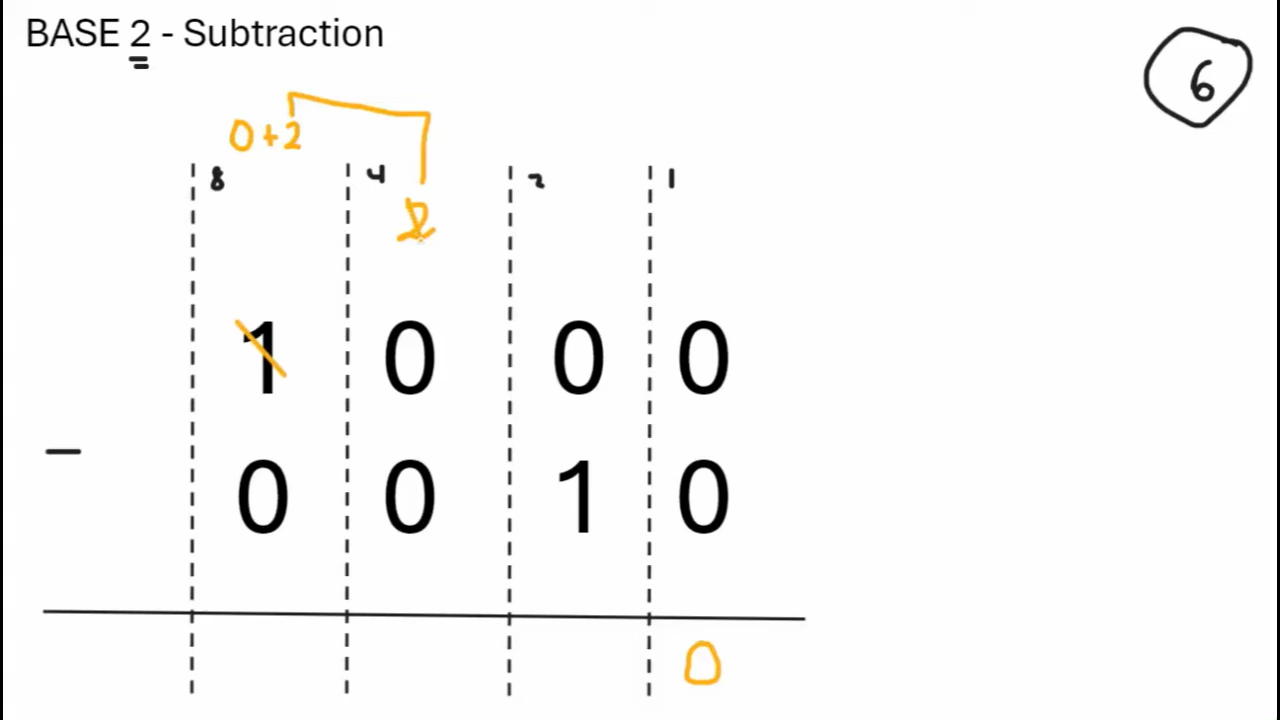 BASE 2 - Subtraction
6
0+2
8 4 2 1
2
1 0 0 0
- 0 0 1 0
0